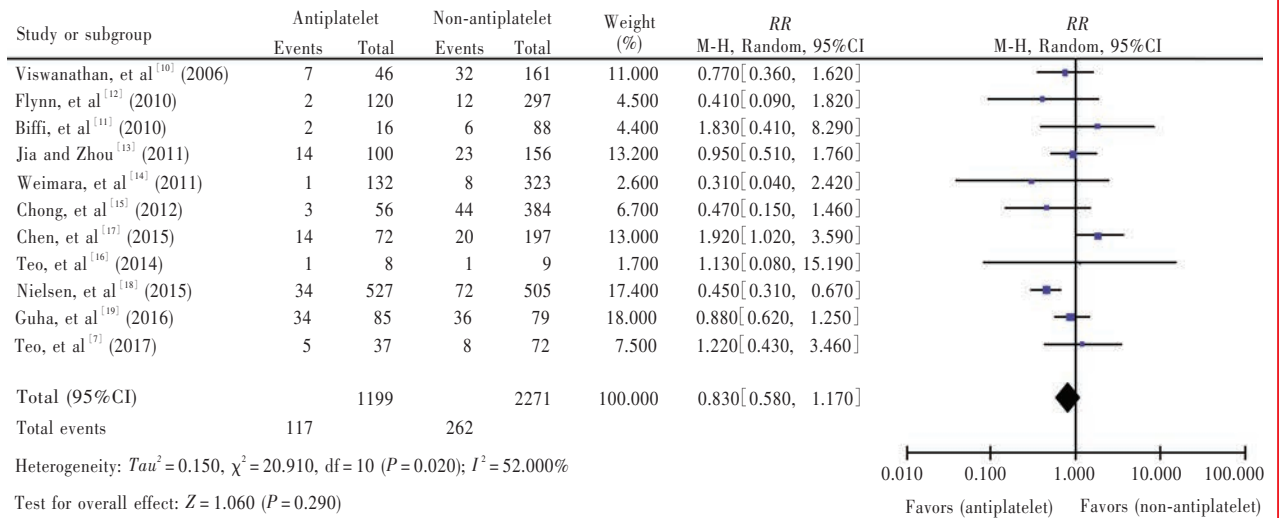 Study or subgroup Antiplatelet Non-antiplatelet Weight (%) RR M-H, Random, 95%CI RR M-H, Random, 95%CI
Events Total Events Total
Viswanathan, et al[10] (2006) 7 46 32 161 11.000 0.770[0.360, 1.620]
Flynn, et al[12] (2010) 2 120 12 297 4.500 0.410[0.090, 1.820]
Biffi, et al[11] (2010) 2 16 6 88 4.400 1.830[0.410, 8.290]
Jia and Zhou[13] (2011) 14 100 23 156 13.200 0.950[0.510, 1.760]
Weimara, et al[14] (2011) 1 132 8 323 2.600 0.310[0.040, 2.420]
Chong, et al[15] (2012) 3 56 44 384 6.700 0.470[0.150, 1.460]
Chen, et al[17] (2015) 14 72 20 197 13.000 1.920[1.020, 3.590]
Teo, et al[16] (2014) 1 8 1 9 1.700 1.130[0.080, 15.190]
Nielsen, et al[18] (2015) 34 527 72 505 17.400 0.450[0.310, 0.670]
Guha, et al[19] (2016) 34 85 36 79 18.000 0.880[0.620, 1.250]
Teo, et al[7] (2017) 5 37 8 72 7.500 1.220[0.430, 3.460]
Total (95%CI) 1199 2271 100.000 0.830[0.580, 1.170]
Total events 117 262
Heterogeneity: Tau² = 0.150, χ² = 20.910, df = 10 (P = 0.020); I² = 52.000%
Test for overall effect: Z = 1.060 (P = 0.290)
0.010 0.100 1.000 10.000 100.000
Favors (antiplatelet) Favors (non-antiplatelet)